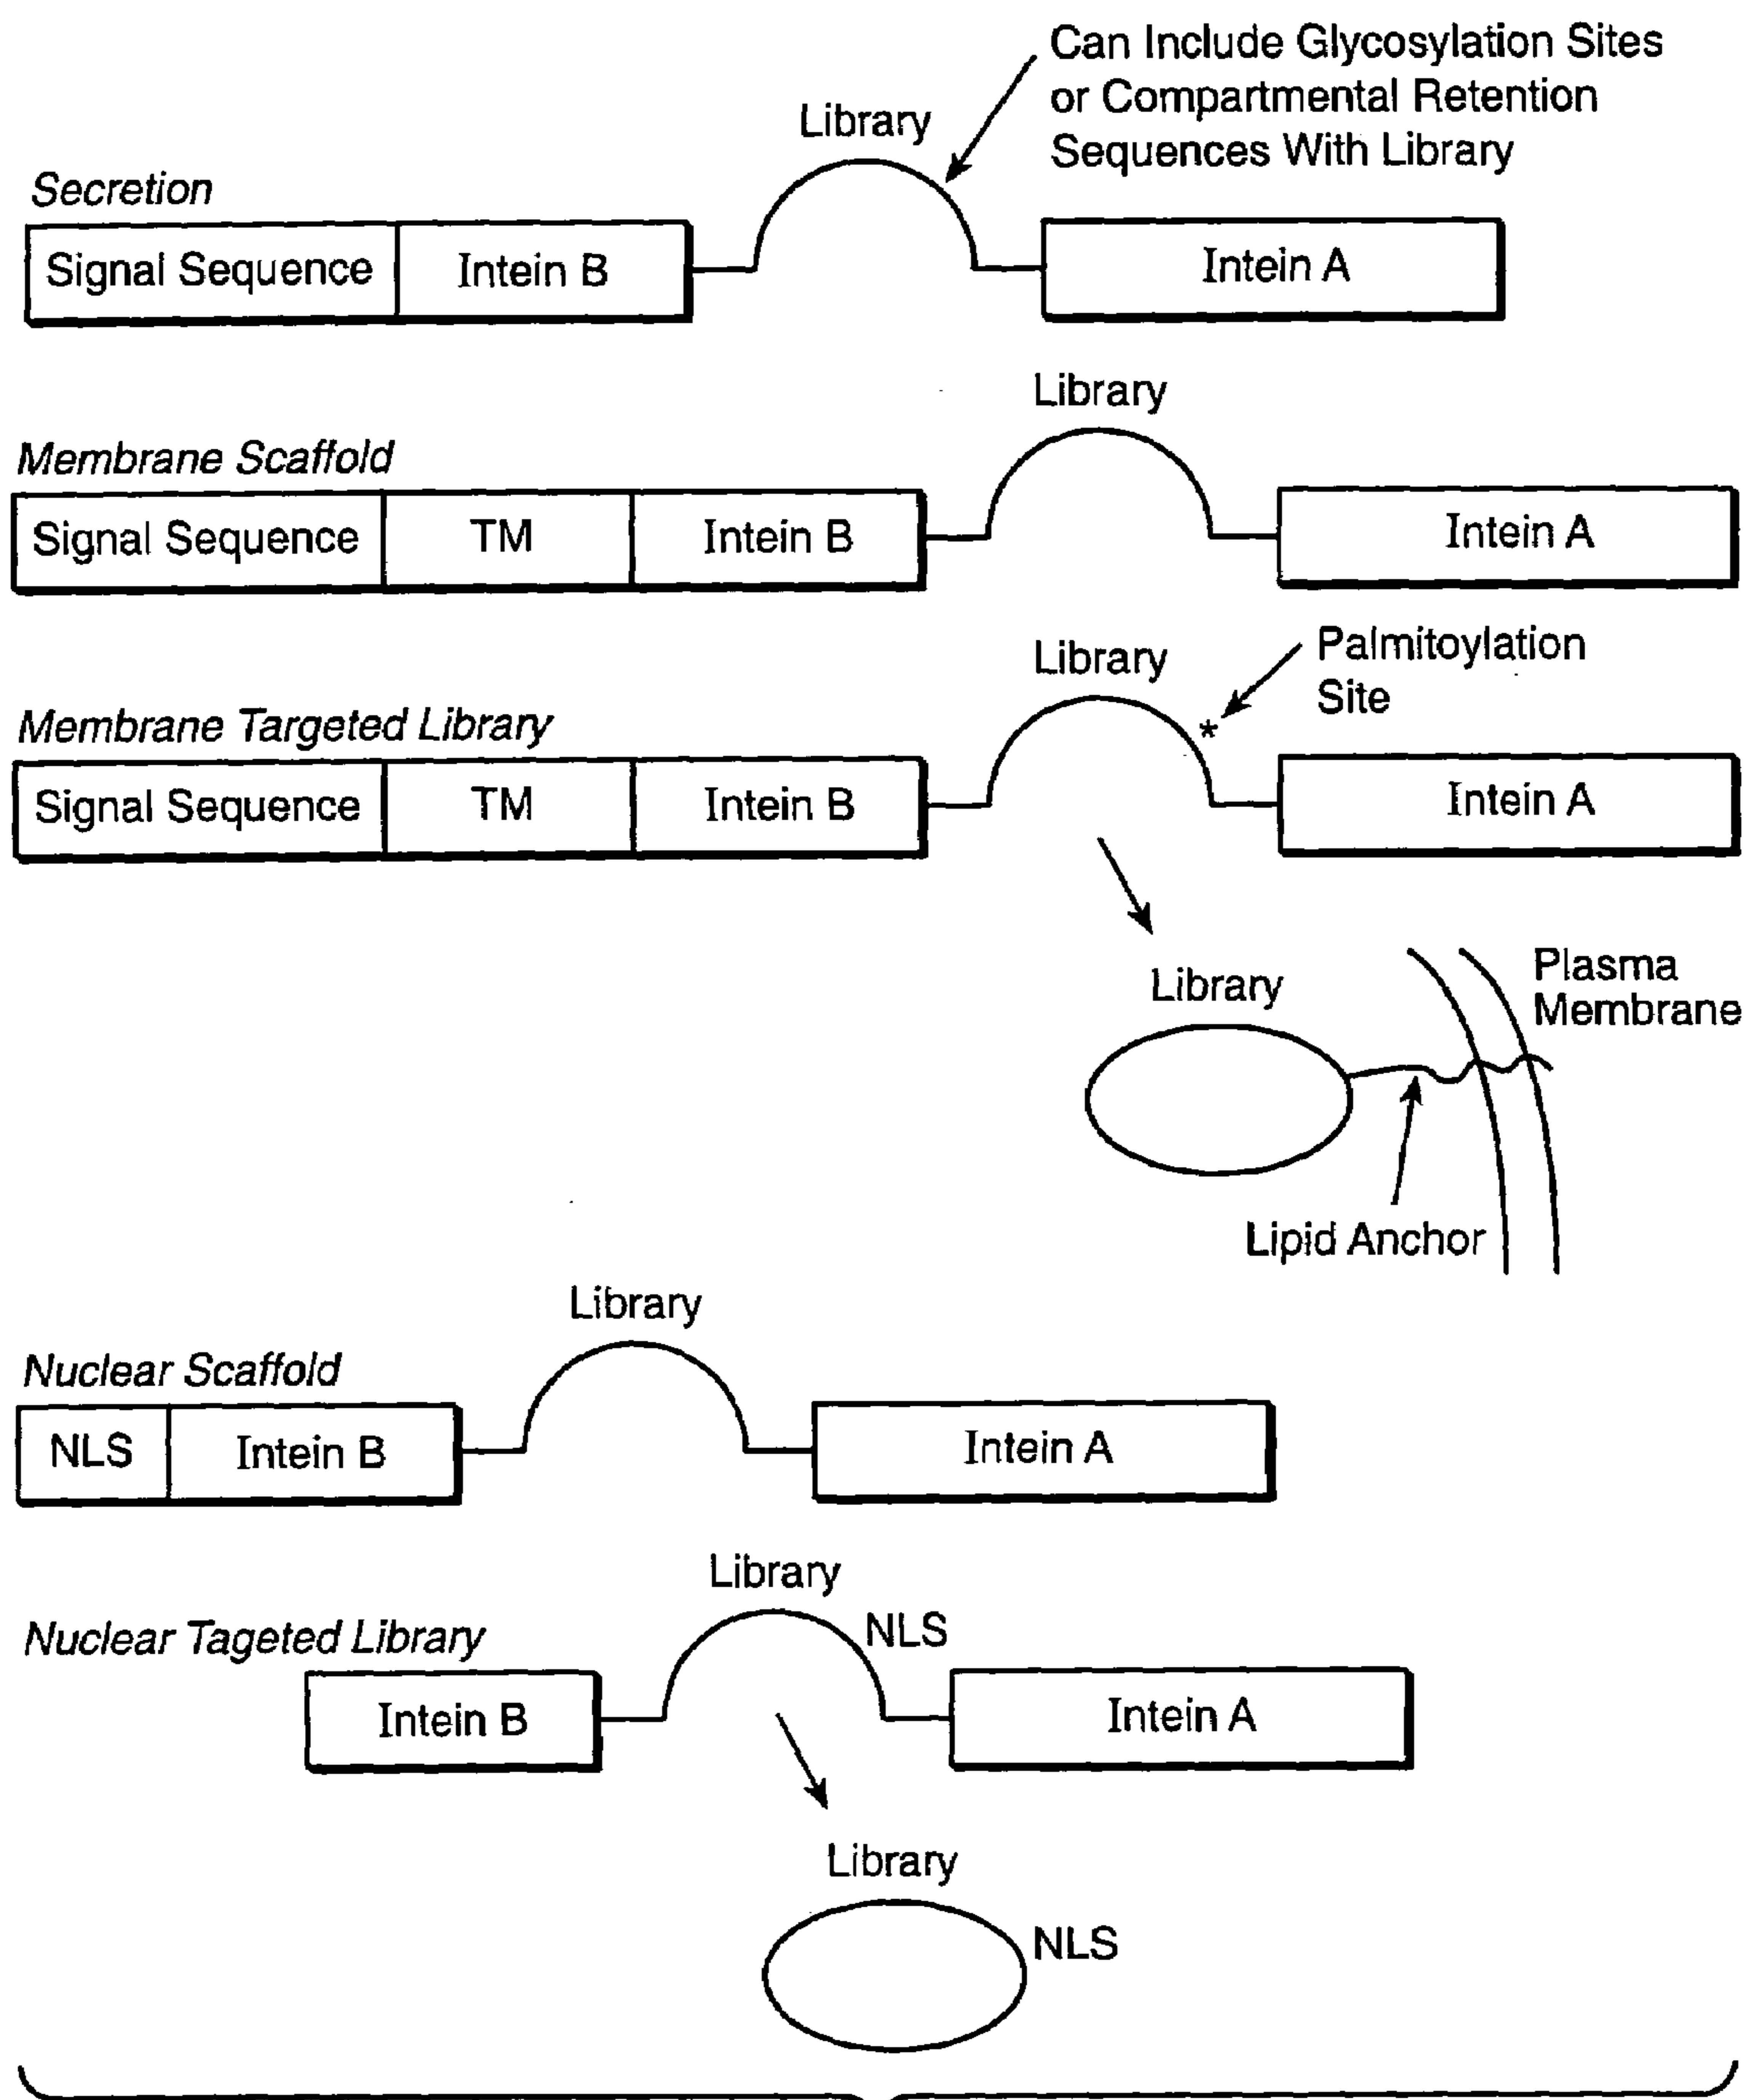 Can Include Glycosylation Sites
or Compartmental Retention
Sequences With Library
Library
Secretion
Signal Sequence Intein B Intein A
Library
Membrane Scaffold
Signal Sequence TM Intein B Intein A
Library
Palmitoylation
Site
*
Membrane Targeted Library
Signal Sequence TM Intein B Intein A
Plasma
Membrane
Library
Lipid Anchor
Library
Nuclear Scaffold
NLS Intein B Intein A
Library
NLS
Nuclear Tageted Library
Intein B Intein A
Library
NLS